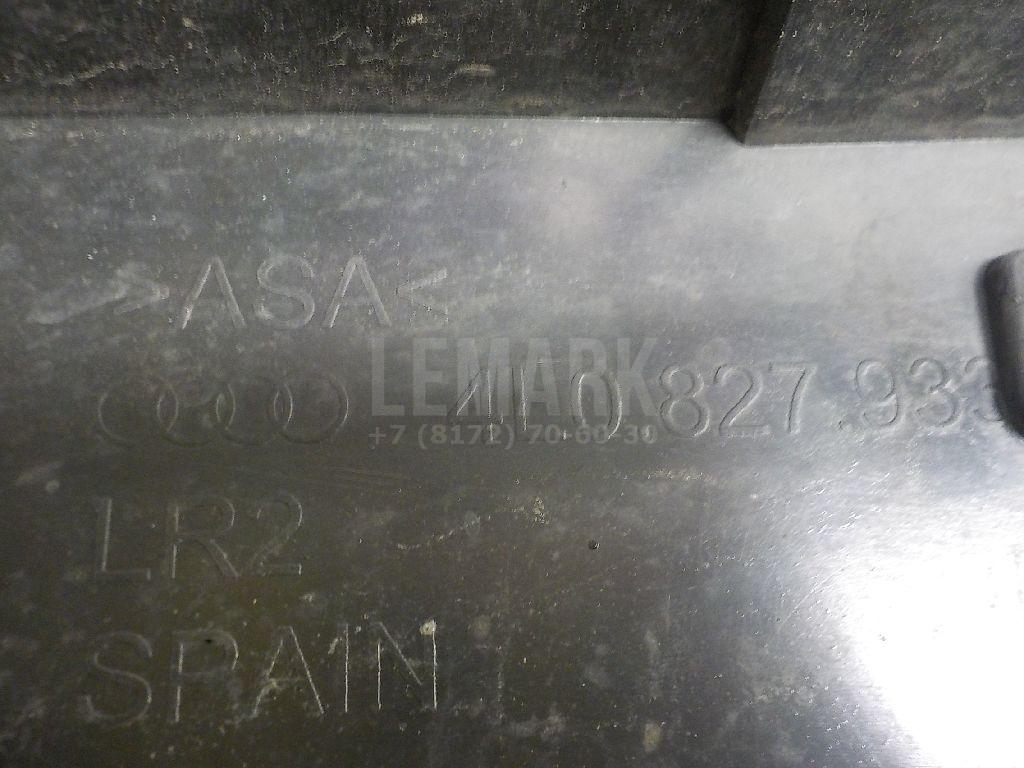 >ASA<
LEMARK
4L0.827.933
+7 (8172) 70-60-30
LR2
SPAIN